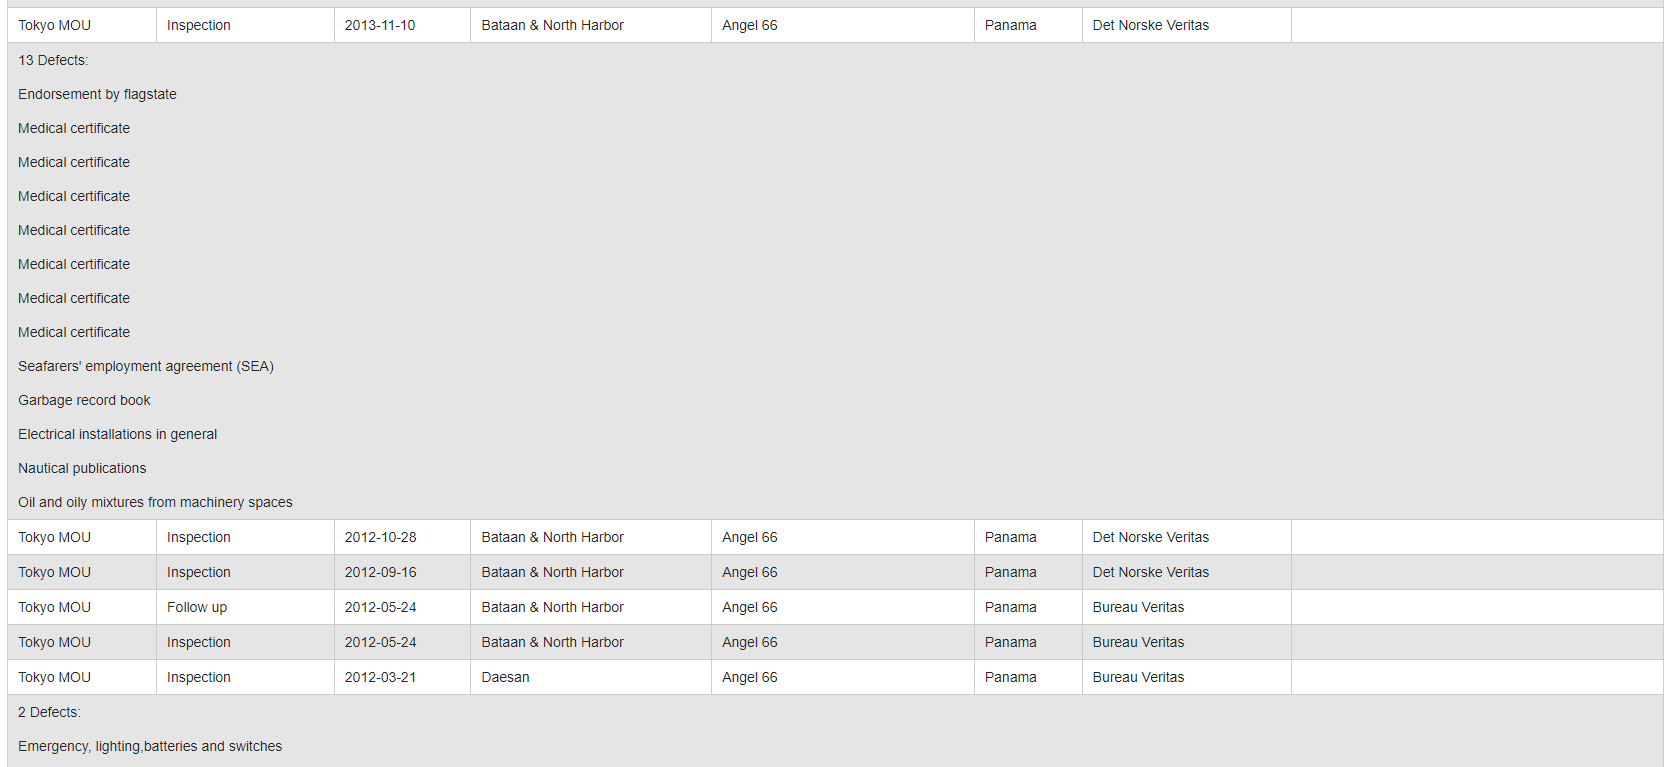 Tokyo MOU Inspection 2013-11-10 Bataan & North Harbor Angel 66 Panama Det Norske Veritas
13 Defects:
Endorsement by flagstate
Medical certificate
Medical certificate
Medical certificate
Medical certificate
Medical certificate
Medical certificate
Medical certificate
Seafarers' employment agreement (SEA)
Garbage record book
Electrical installations in general
Nautical publications
Oil and oily mixtures from machinery spaces
Tokyo MOU Inspection 2012-10-28 Bataan & North Harbor Angel 66 Panama Det Norske Veritas
Tokyo MOU Inspection 2012-09-16 Bataan & North Harbor Angel 66 Panama Det Norske Veritas
Tokyo MOU Follow up 2012-05-24 Bataan & North Harbor Angel 66 Panama Bureau Veritas
Tokyo MOU Inspection 2012-05-24 Bataan & North Harbor Angel 66 Panama Bureau Veritas
Tokyo MOU Inspection 2012-03-21 Daesan Angel 66 Panama Bureau Veritas
2 Defects:
Emergency, lighting,batteries and switches